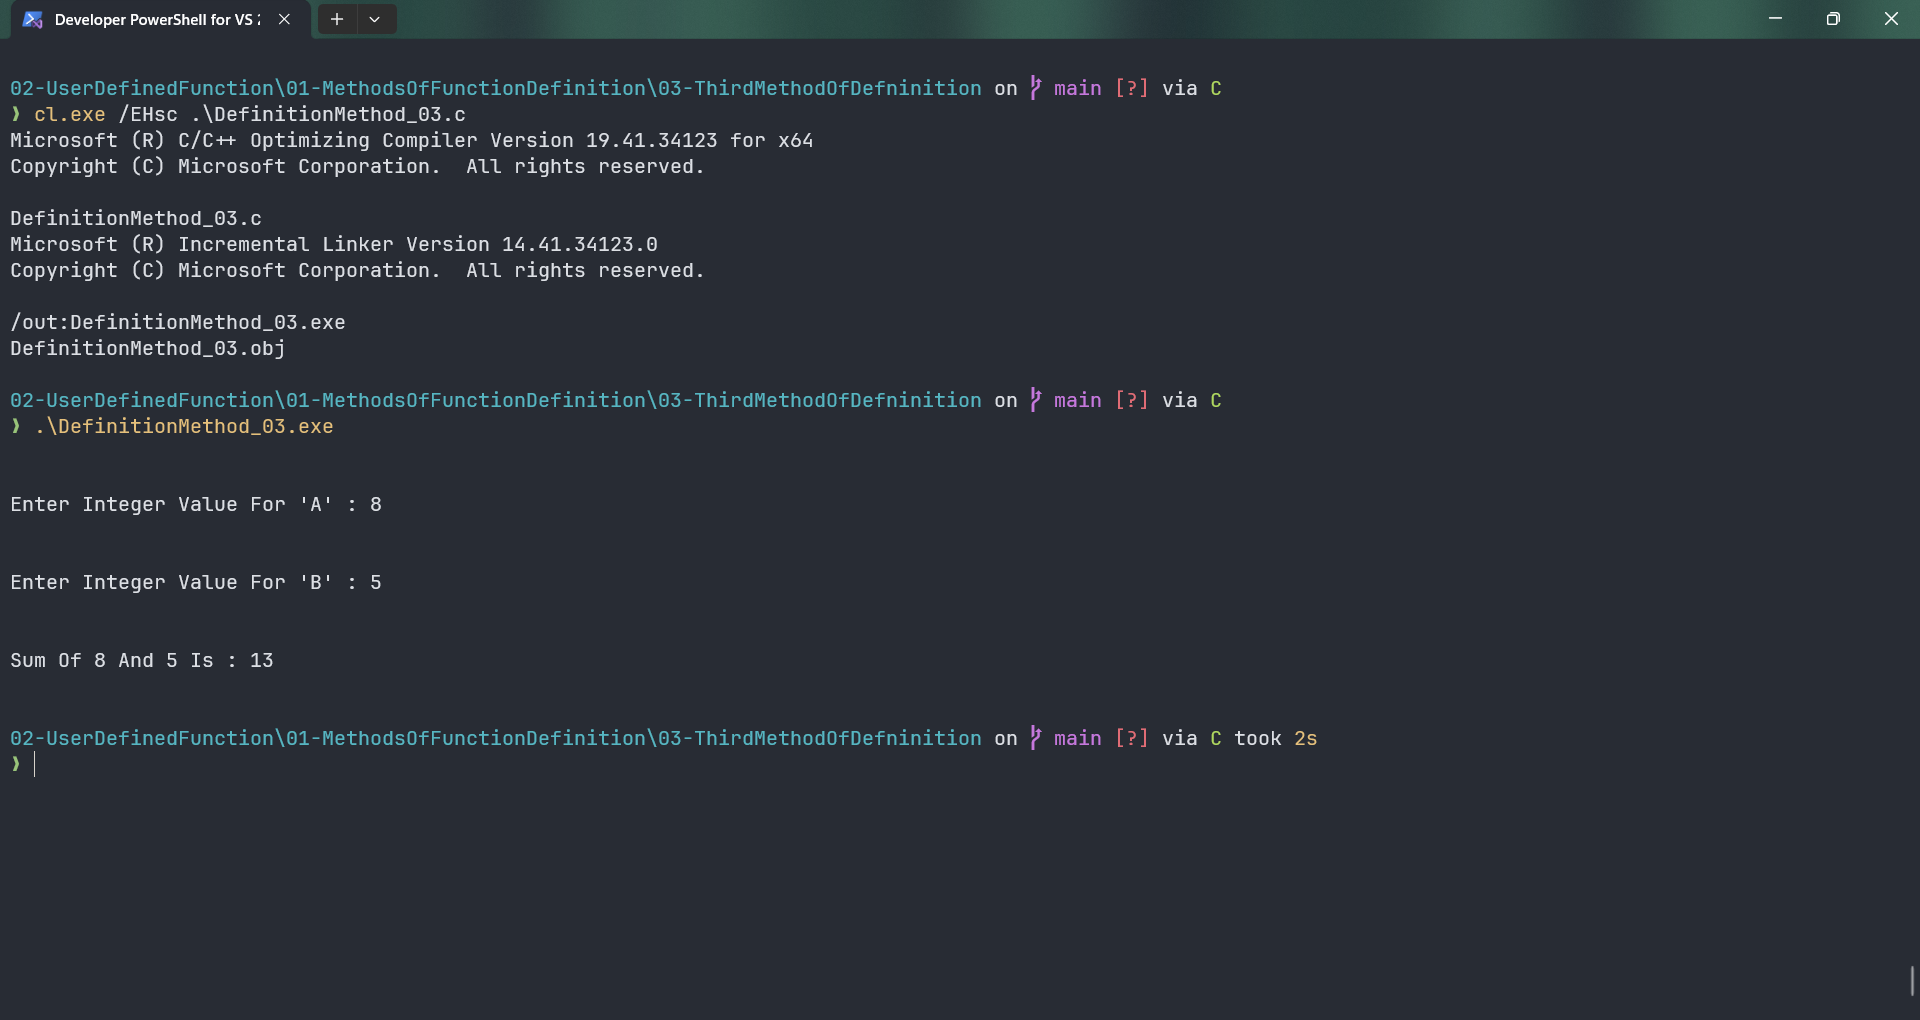 Developer PowerShell for VS 2
02-UserDefinedFunction\01-MethodsOfFunctionDefinition\03-ThirdMethodOfDefninition on main [?] via C
❯ cl.exe /EHsc .\DefinitionMethod_03.c
Microsoft (R) C/C++ Optimizing Compiler Version 19.41.34123 for x64
Copyright (C) Microsoft Corporation.  All rights reserved.
DefinitionMethod_03.c
Microsoft (R) Incremental Linker Version 14.41.34123.0
Copyright (C) Microsoft Corporation.  All rights reserved.
/out:DefinitionMethod_03.exe
DefinitionMethod_03.obj
02-UserDefinedFunction\01-MethodsOfFunctionDefinition\03-ThirdMethodOfDefninition on main [?] via C
❯ .\DefinitionMethod_03.exe
Enter Integer Value For 'A' : 8
Enter Integer Value For 'B' : 5
Sum Of 8 And 5 Is : 13
02-UserDefinedFunction\01-MethodsOfFunctionDefinition\03-ThirdMethodOfDefninition on main [?] via C took 2s
❯